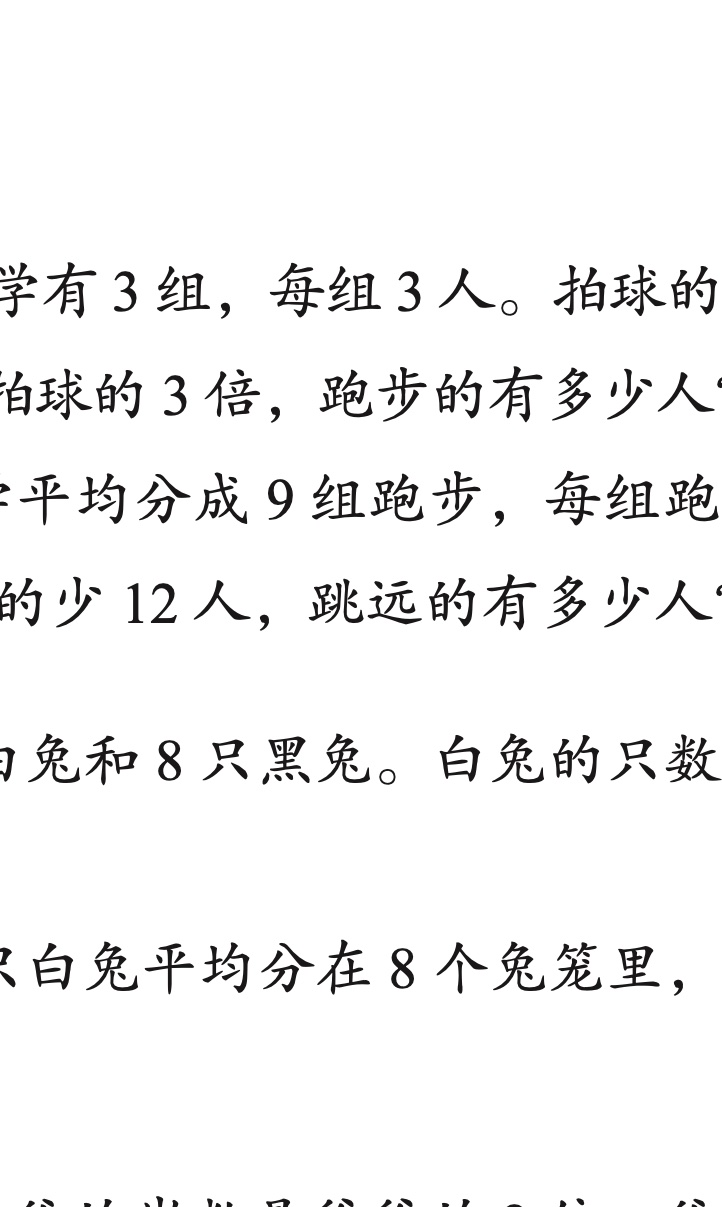 学有 3 组，每组 3 人。拍球的
拍球的 3 倍，跑步的有多少人
平均分成 9 组跑步，每组跑
的少 12 人，跳远的有多少人
白兔和 8 只黑兔。白兔的只数
只白兔平均分在 8 个兔笼里，